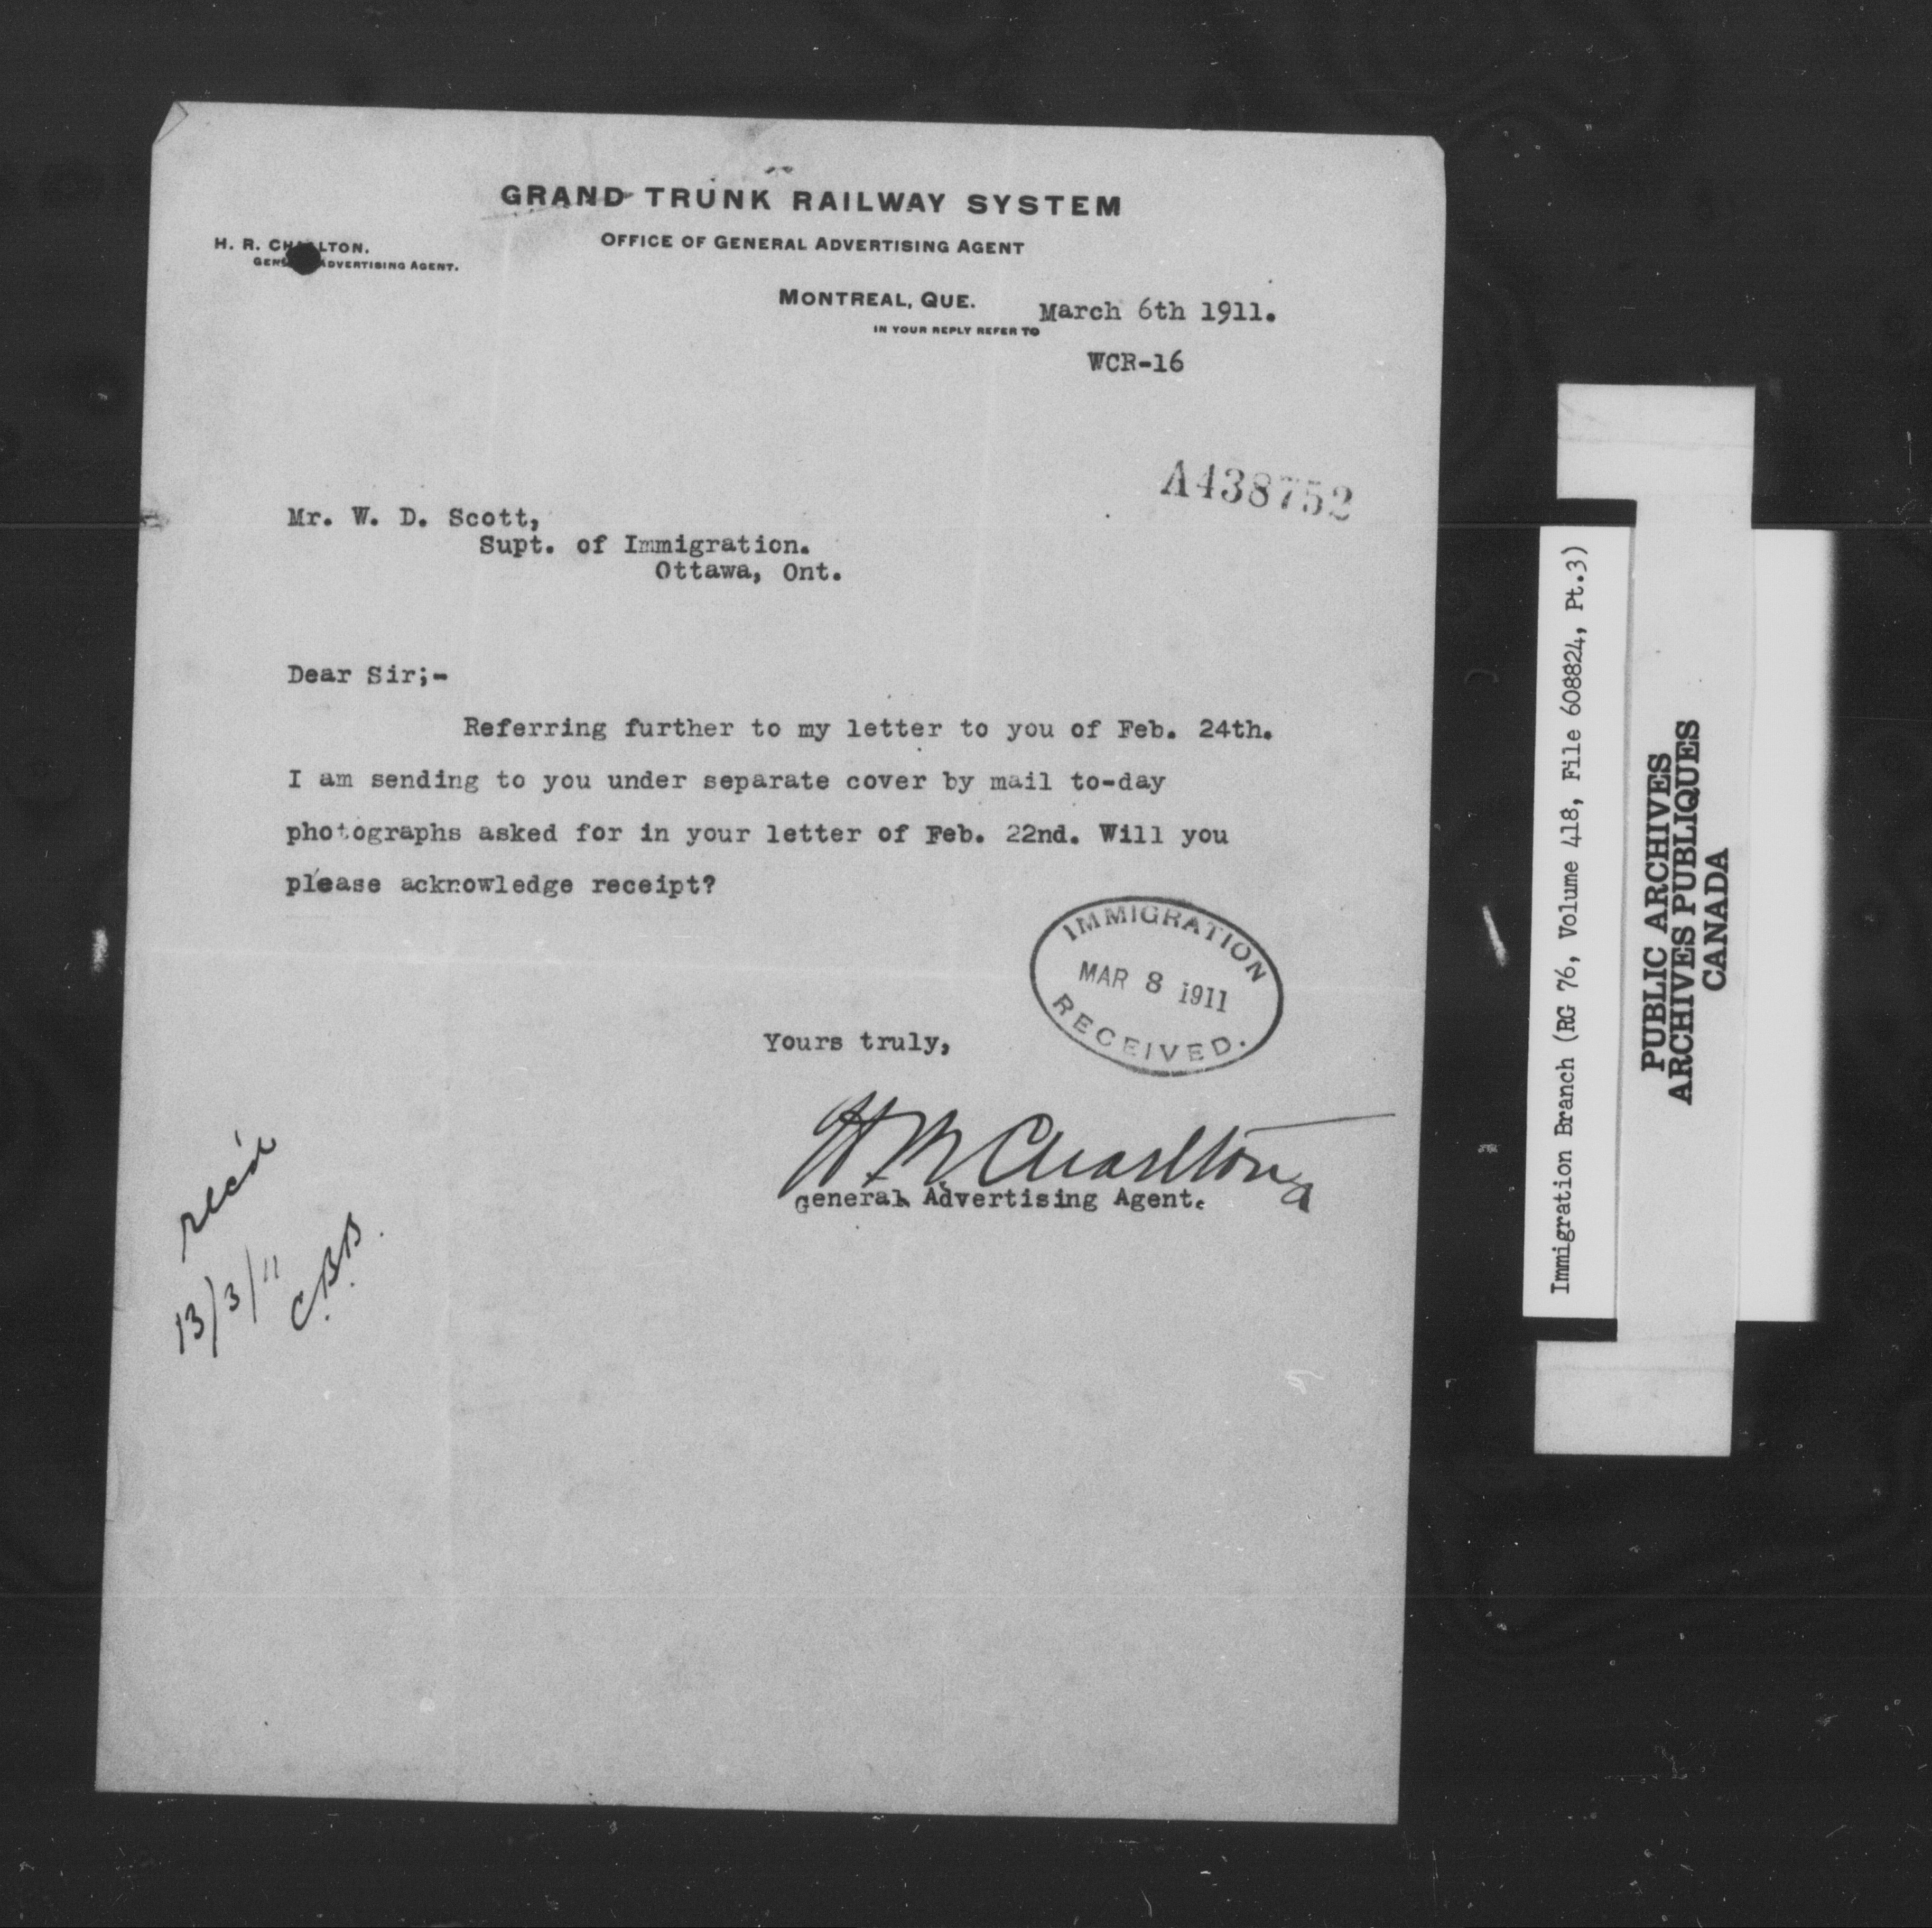 GRAND TRUNK RAILWAY SYSTEM
H. R. CHARLTON.
GENERAL ADVERTISING AGENT.
OFFICE OF GENERAL ADVERTISING AGENT
MONTREAL, QUE. March 6th 1911.
IN YOUR REPLY REFER TO
WCR-16
A438752
Mr. W. D. Scott,
Supt. of Immigration.
Ottawa, Ont.
Dear Sir;-
Referring further to my letter to you of Feb. 24th.
I am sending to you under separate cover by mail to-day
photographs asked for in your letter of Feb. 22nd. Will you
please acknowledge receipt?
IMMIGRATION
MAR 8 1911
RECEIVED.
Yours truly,
H R Charlton
General Advertising Agent.
rec'd
13/3/11
C.B.B.
Immigration Branch (RG 76, Volume 418, File 608824, Pt.3)
PUBLIC ARCHIVES
ARCHIVES PUBLIQUES
CANADA